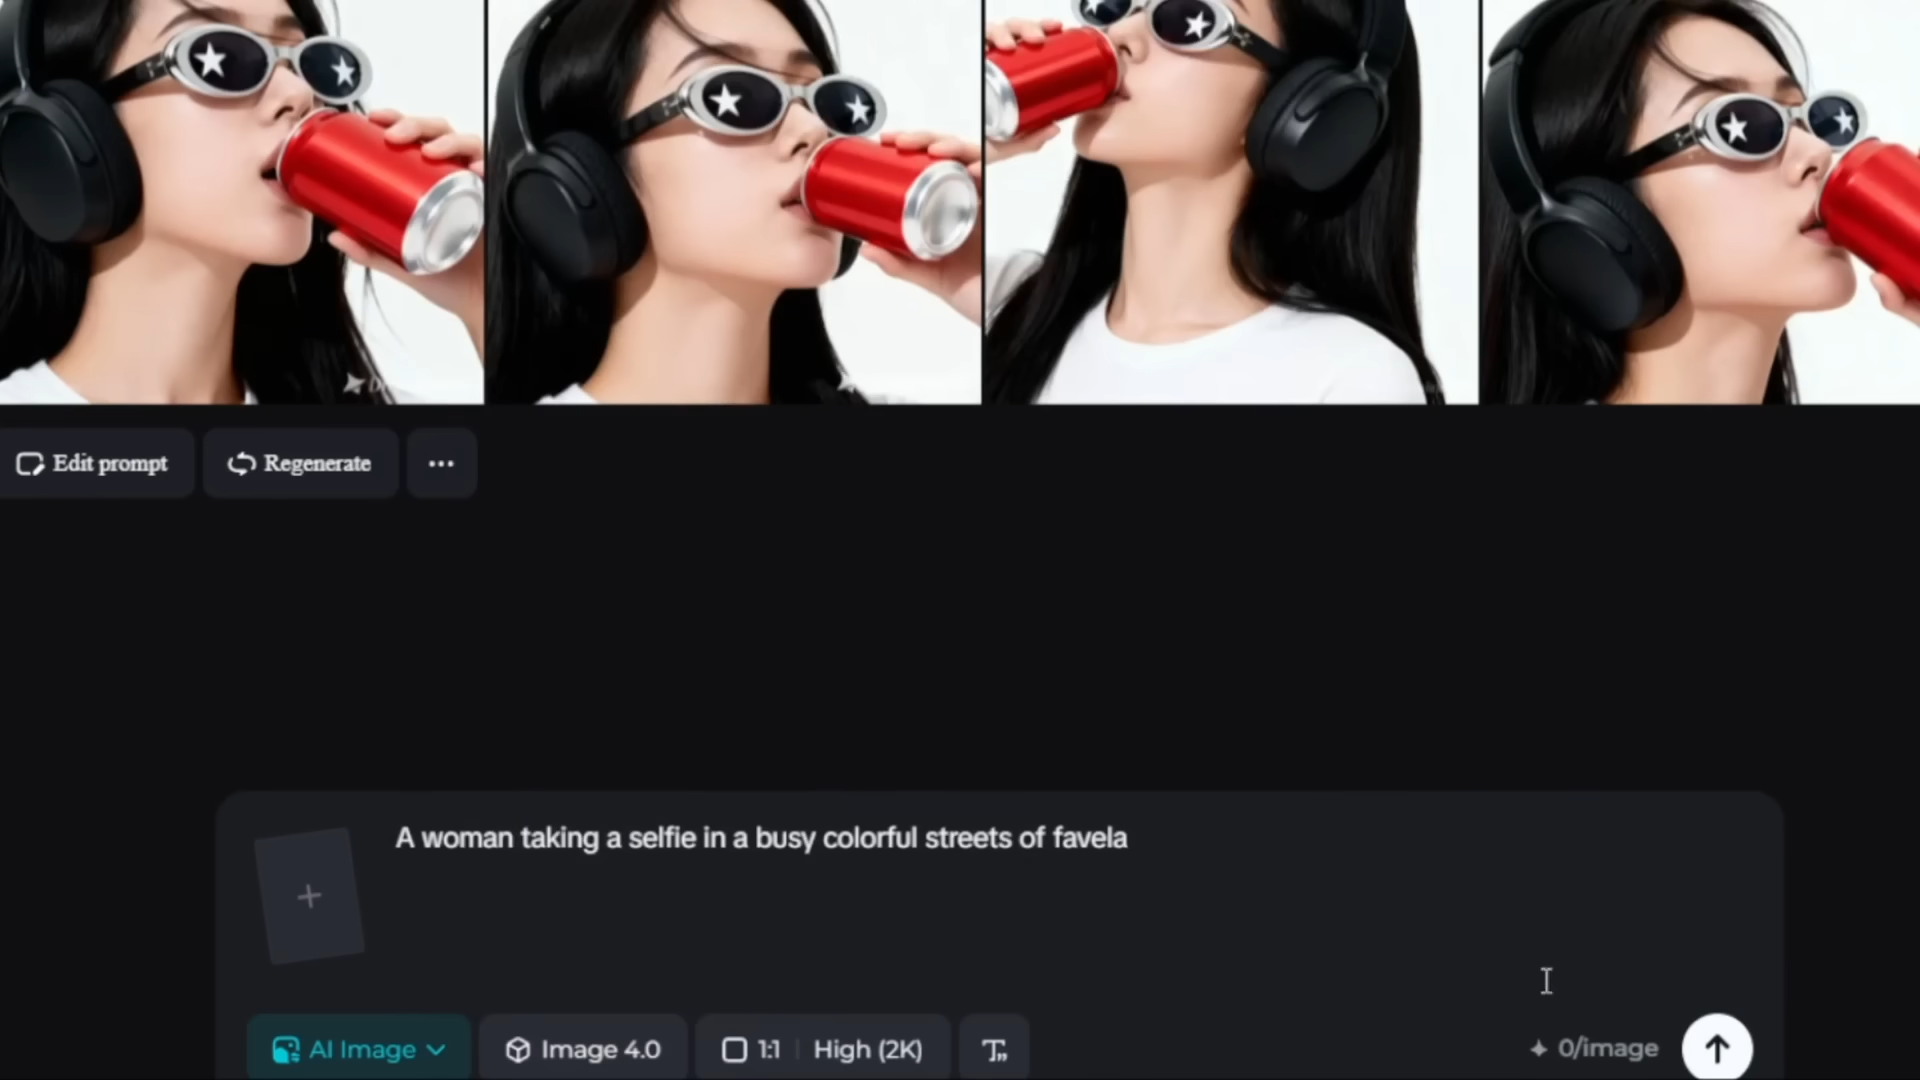 Edit prompt
Regenerate
A woman taking a selfie in a busy colorful streets of favela
AI Image
Image 4.0
1:1
High (2K)
0/image